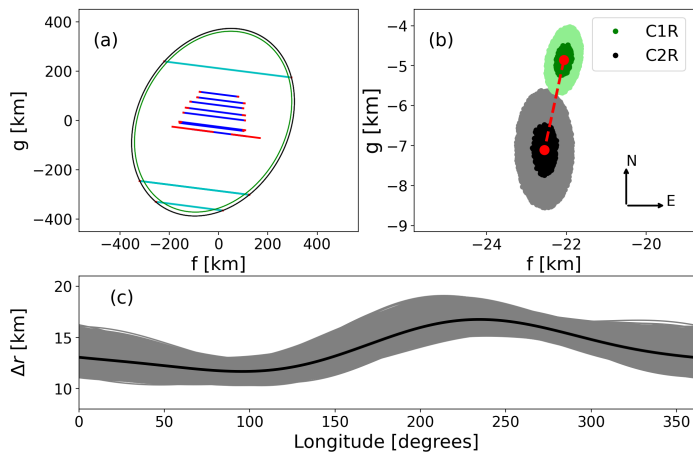 (a)
g [km]
400
200
0
−200
−400
−400 −200 0 200 400
f [km]
(b)
C1R
C2R
g [km]
−4
−5
−6
−7
−8
−9
N
E
−24 −22 −20
f [km]
(c)
Δr [km]
20
15
10
0 50 100 150 200 250 300 350
Longitude [degrees]